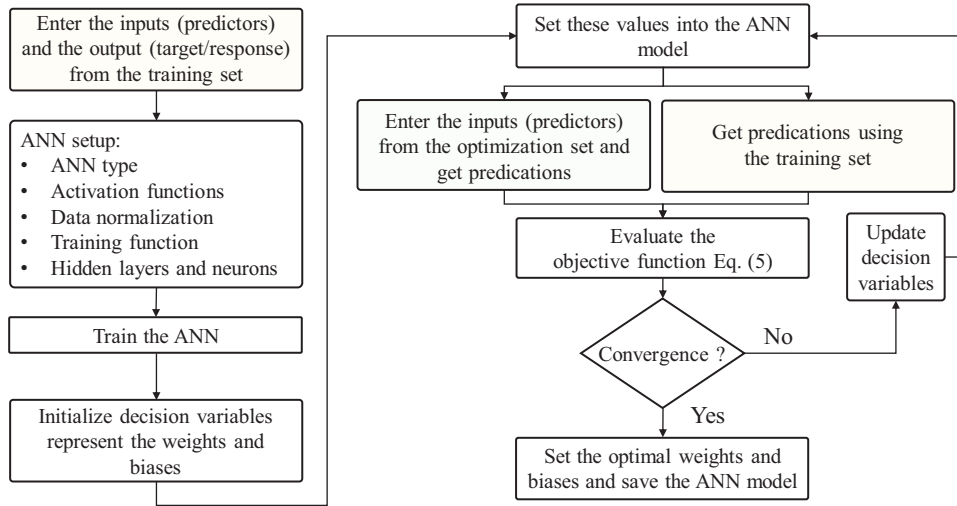 Enter the inputs (predictors)
and the output (target/response)
from the training set
ANN setup:
• ANN type
• Activation functions
• Data normalization
• Training function
• Hidden layers and neurons
Train the ANN
Initialize decision variables
represent the weights and
biases
Set these values into the ANN
model
Enter the inputs (predictors)
from the optimization set and
get predications
Get predications using
the training set
Evaluate the
objective function Eq. (5)
Update
decision
variables
Convergence ?
No
Yes
Set the optimal weights and
biases and save the ANN model